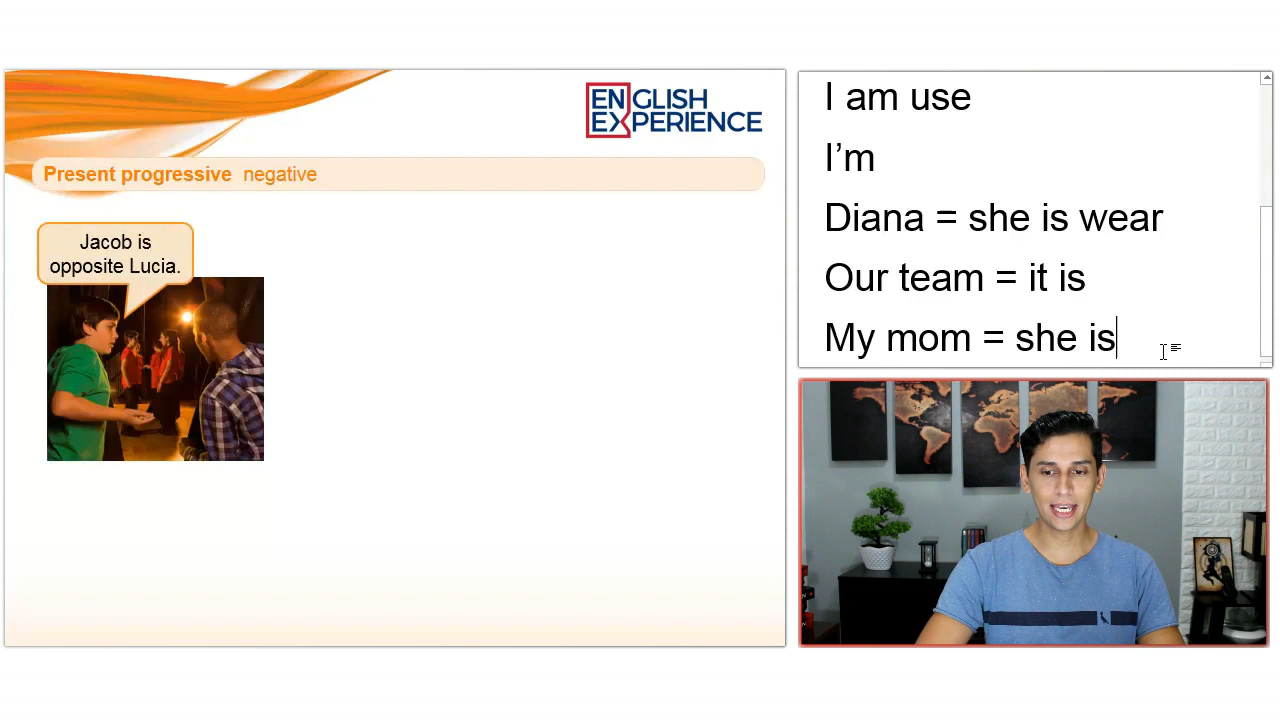 ENGLISH
EXPERIENCE
Present progressive negative
Jacob is
opposite Lucia.
I am use
I’m
Diana = she is wear
Our team = it is
My mom = she is